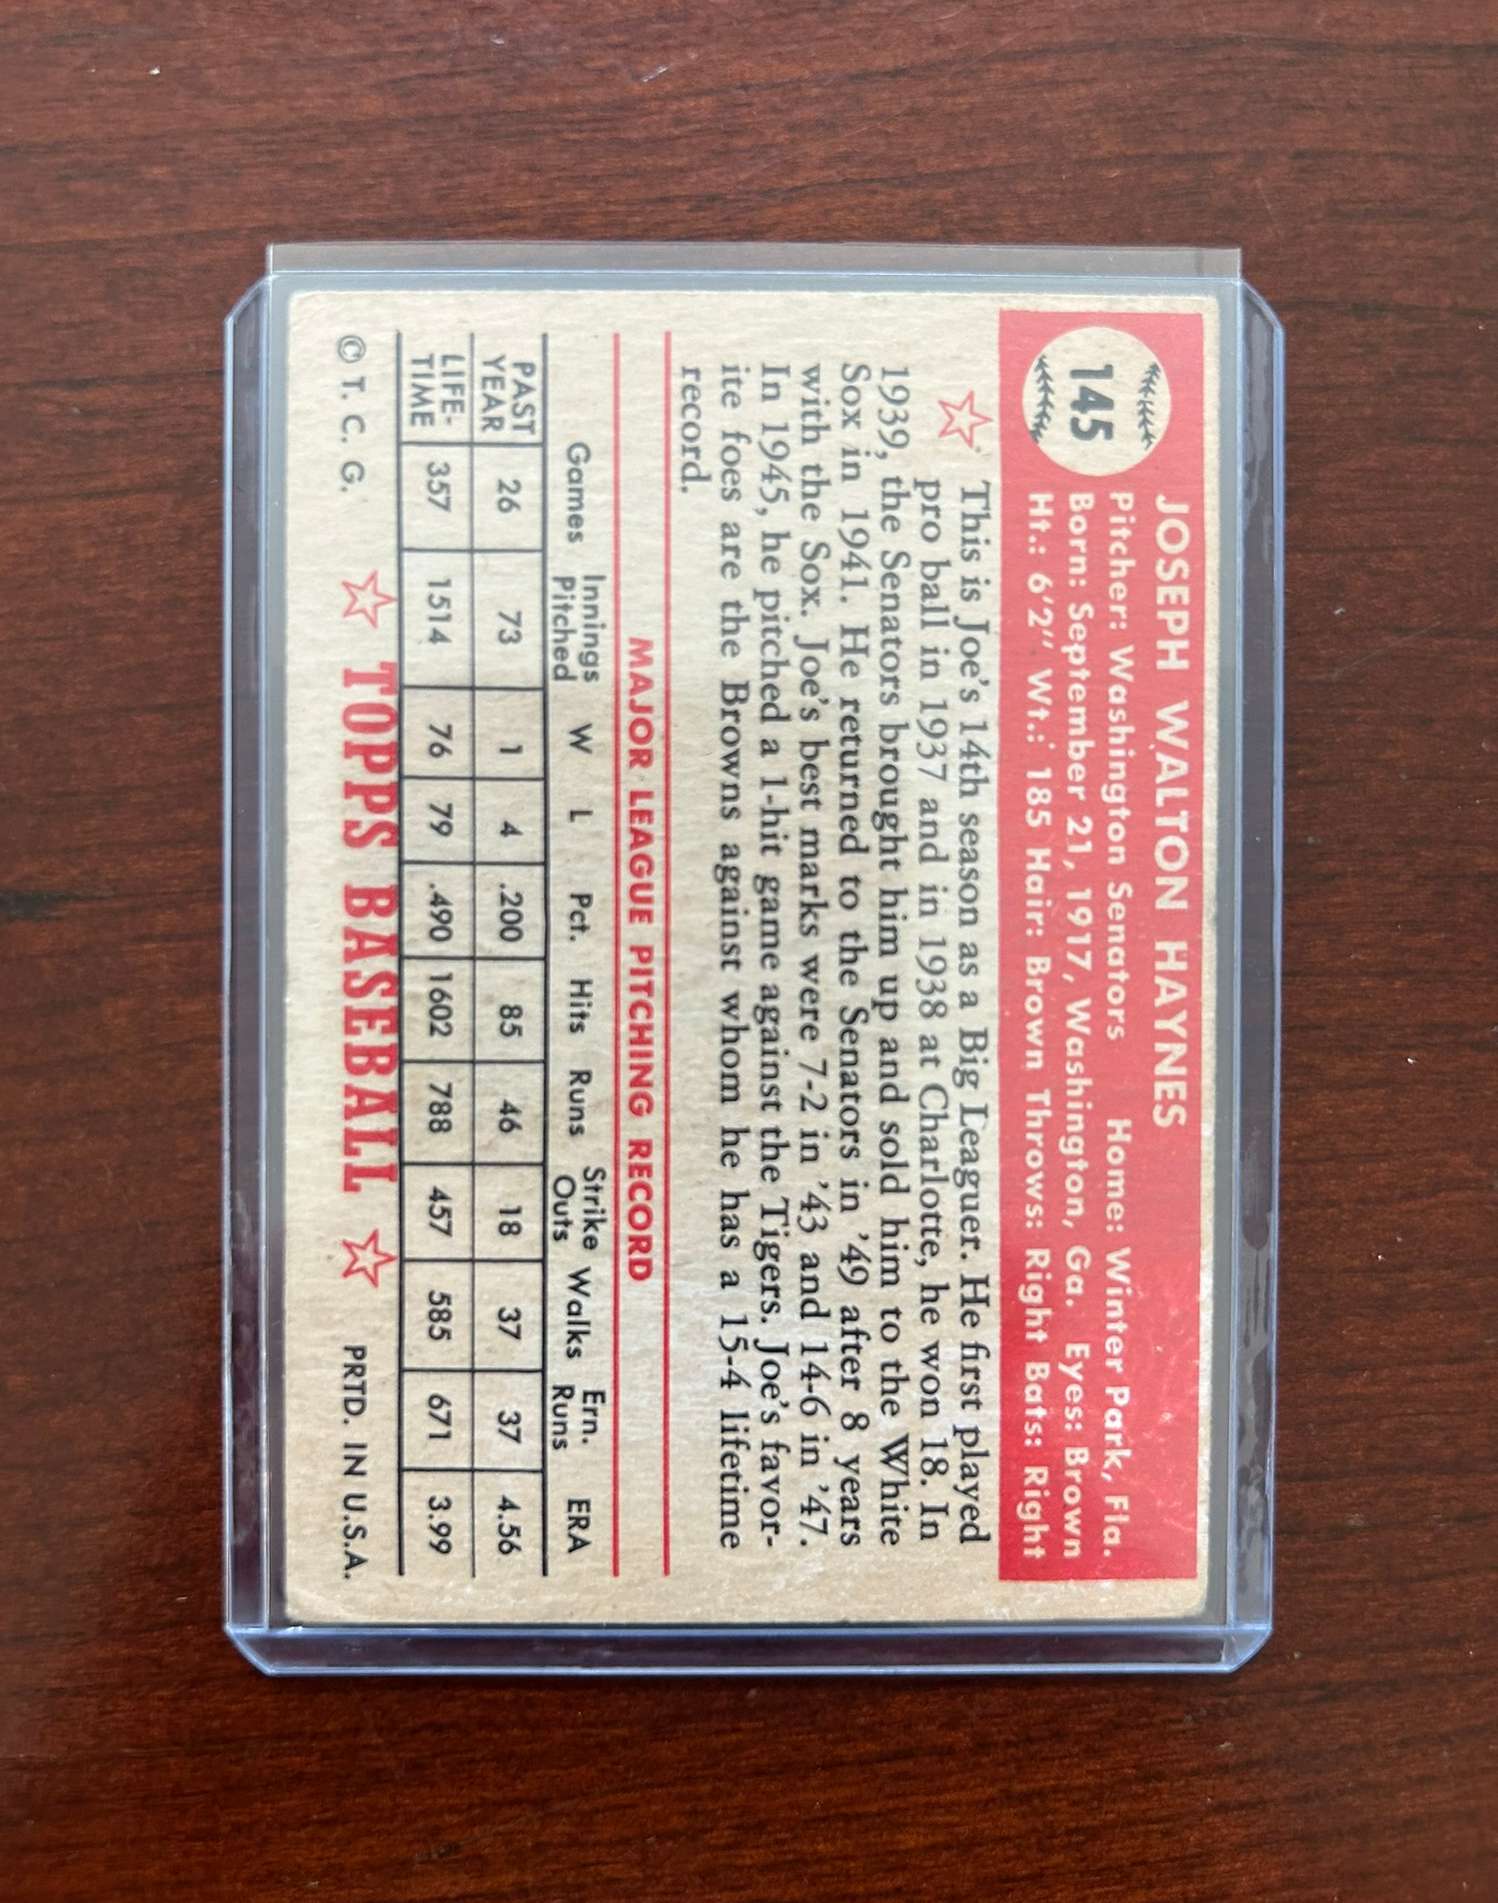 145
JOSEPH WALTON HAYNES
Pitcher: Washington Senators Home: Winter Park, Fla.
Born: September 21, 1917, Washington, Ga. Eyes: Brown
Ht.: 6'2" Wt.: 185 Hair: Brown Throws: Right Bats: Right
This is Joe's 14th season as a Big Leaguer. He first played
pro ball in 1937 and in 1938 at Charlotte, he won 18. In
1939, the Senators brought him up and sold him to the White
Sox in 1941. He returned to the Senators in '49 after 8 years
with the Sox. Joe's best marks were 7-2 in '43 and 14-6 in '47.
In 1945, he pitched a 1-hit game against the Tigers. Joe's favor-
ite foes are the Browns against whom he has a 15-4 lifetime
record.
MAJOR LEAGUE PITCHING RECORD
Games Innings Pitched W L Pct. Hits Runs Strike Outs Walks Ern. Runs ERA
PAST YEAR 26 73 1 4 .200 85 46 18 37 37 4.56
LIFE-TIME 357 1514 76 79 .490 1602 788 457 585 671 3.99
© T. C. G. TOPPS BASEBALL PRTD. IN U.S.A.